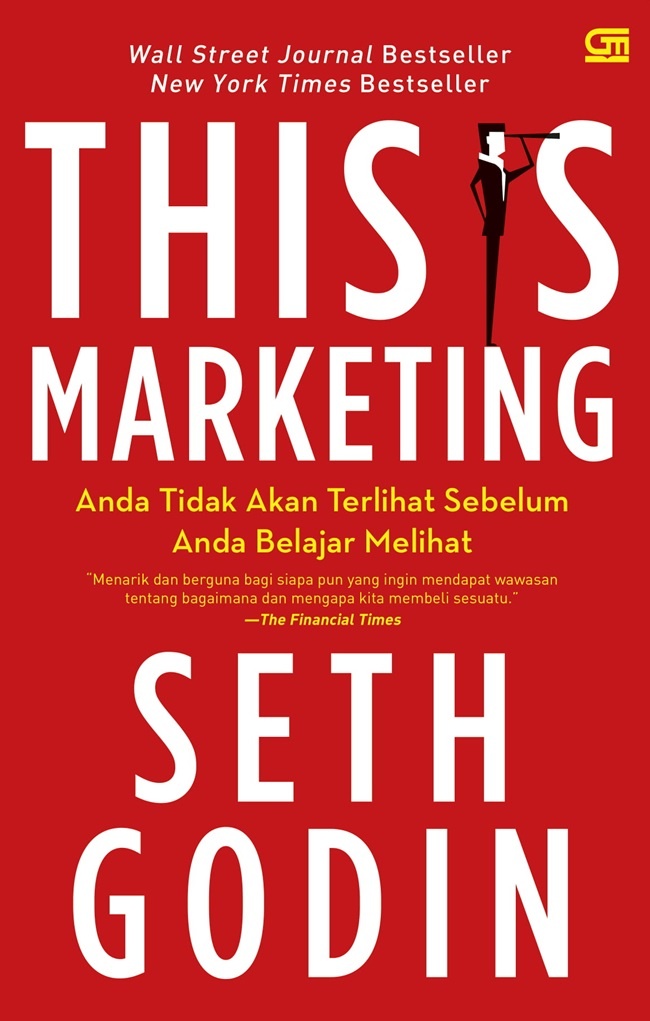 Wall Street Journal Bestseller
New York Times Bestseller
GM
THIS IS
MARKETING
Anda Tidak Akan Terlihat Sebelum
Anda Belajar Melihat
“Menarik dan berguna bagi siapa pun yang ingin mendapat wawasan
tentang bagaimana dan mengapa kita membeli sesuatu.”
—The Financial Times
SETH
GODIN